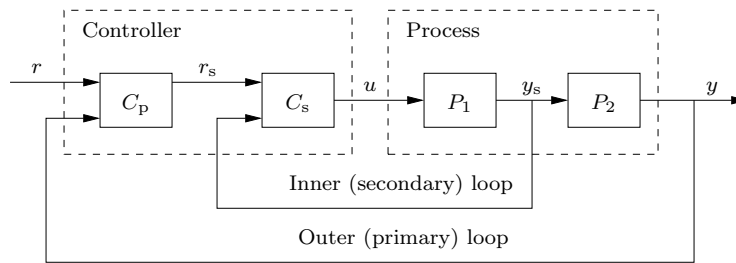 Controller
Process
r
r_s
u
y_s
y
C_p
C_s
P_1
P_2
Inner (secondary) loop
Outer (primary) loop